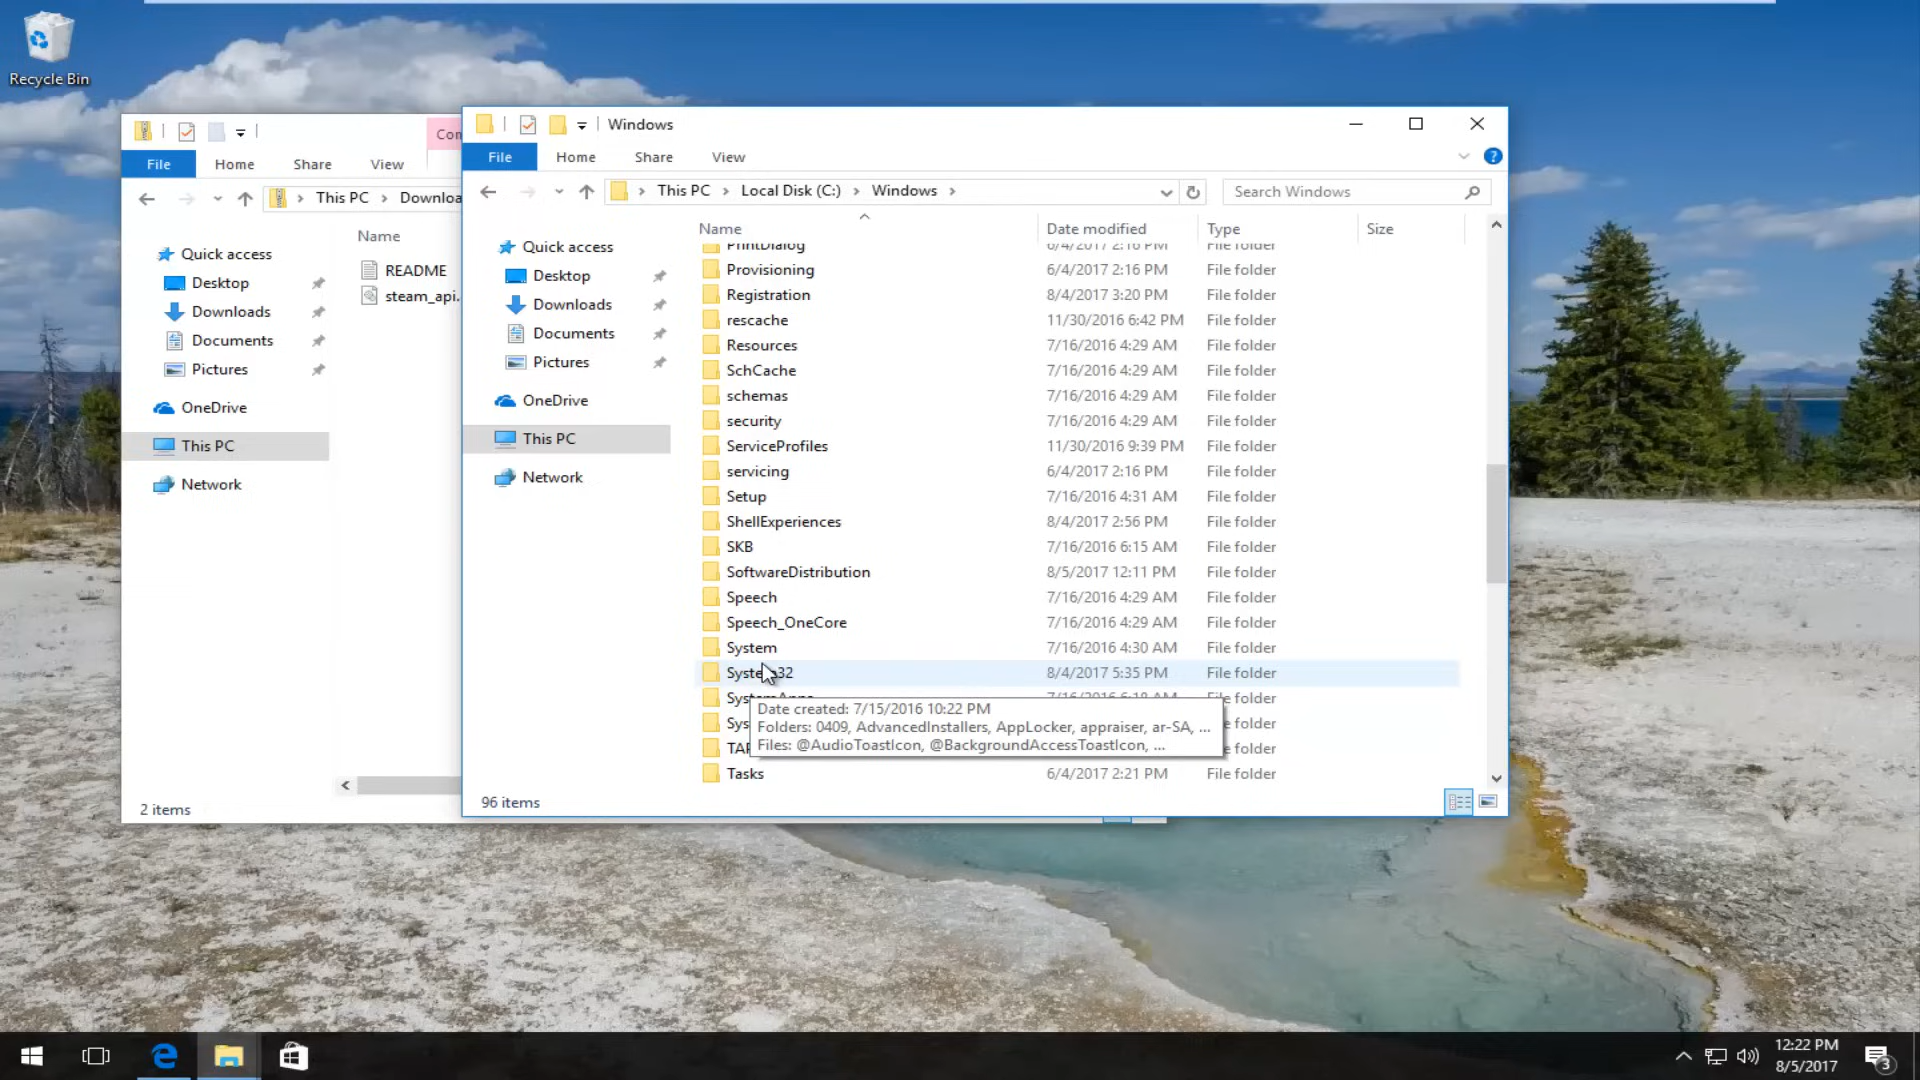 Recycle Bin
File
Home
Share
View
This PC
Quick access
Desktop
Downloads
Documents
Pictures
OneDrive
This PC
Network
Name
README
steam_api.
2 items
Windows
File
Home
Share
View
This PC
Local Disk (C:)
Windows
Search Windows
Quick access
Desktop
Downloads
Documents
Pictures
OneDrive
This PC
Network
Name Date modified Type Size
PrintDialog 6/4/2017 2:16 PM File folder
Provisioning 6/4/2017 2:16 PM File folder
Registration 8/4/2017 3:20 PM File folder
rescache 11/30/2016 6:42 PM File folder
Resources 7/16/2016 4:29 AM File folder
SchCache 7/16/2016 4:29 AM File folder
schemas 7/16/2016 4:29 AM File folder
security 7/16/2016 4:29 AM File folder
ServiceProfiles 11/30/2016 9:39 PM File folder
servicing 6/4/2017 2:16 PM File folder
Setup 7/16/2016 4:31 AM File folder
ShellExperiences 8/4/2017 2:56 PM File folder
SKB 7/16/2016 6:15 AM File folder
SoftwareDistribution 8/5/2017 12:11 PM File folder
Speech 7/16/2016 4:29 AM File folder
Speech_OneCore 7/16/2016 4:29 AM File folder
System 7/16/2016 4:30 AM File folder
System32 8/4/2017 5:35 PM File folder
Date created: 7/15/2016 10:22 PM
Folders: 0409, AdvancedInstallers, AppLocker, appraiser, ar-SA, ...
Files: @AudioToastIcon, @BackgroundAccessToastIcon, ...
Tasks 6/4/2017 2:21 PM File folder
96 items
12:22 PM
8/5/2017
3